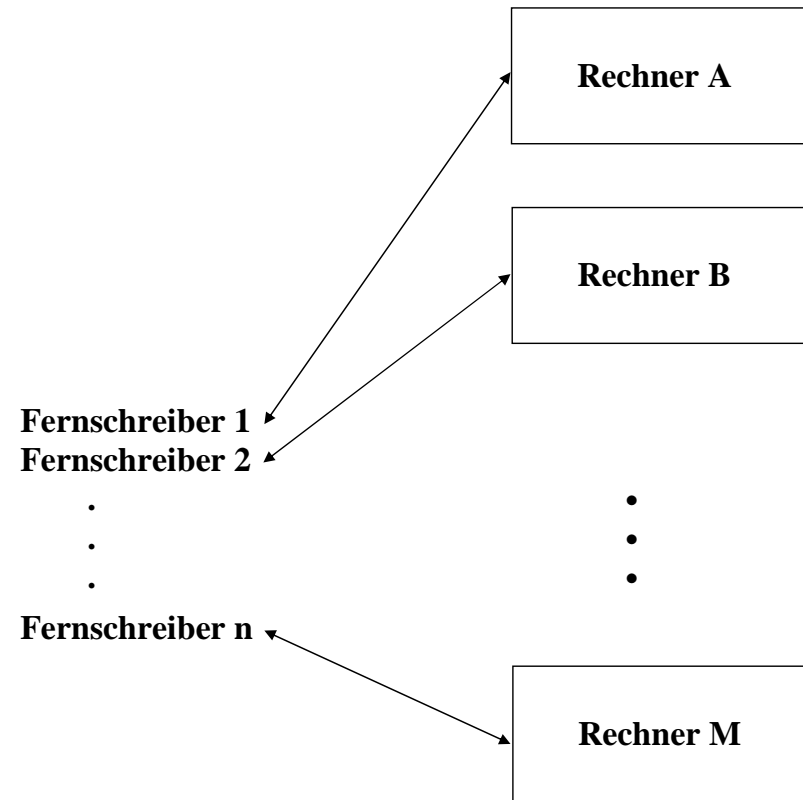 Rechner A
Rechner B
Fernschreiber 1
Fernschreiber 2
.
.
.
•
•
•
Fernschreiber n
Rechner M